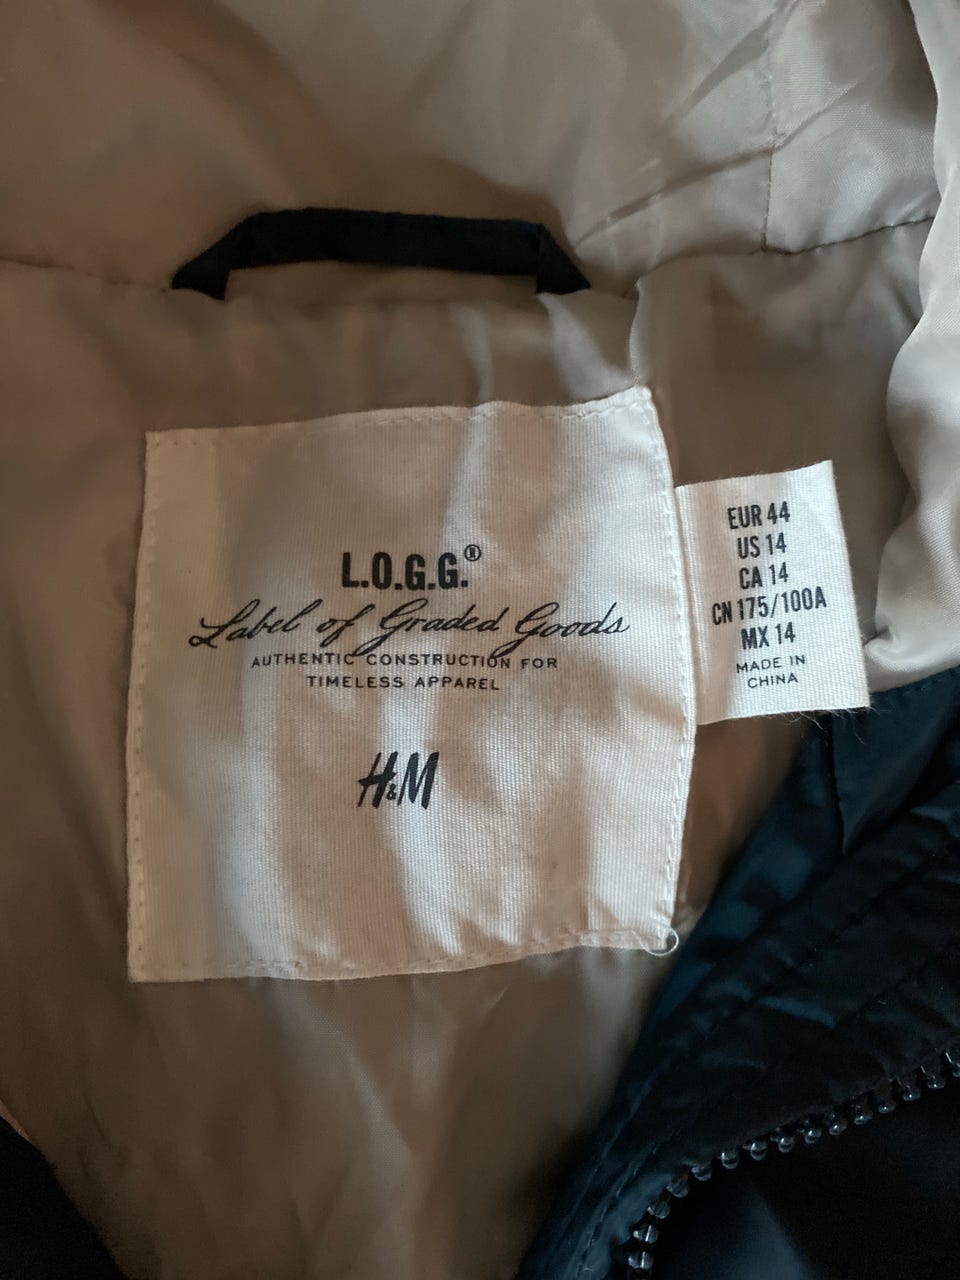 L.O.G.G.®
Label of Graded Goods
AUTHENTIC CONSTRUCTION FOR
TIMELESS APPAREL
H&M
EUR 44
US 14
CA 14
CN 175/100A
MX 14
MADE IN
CHINA